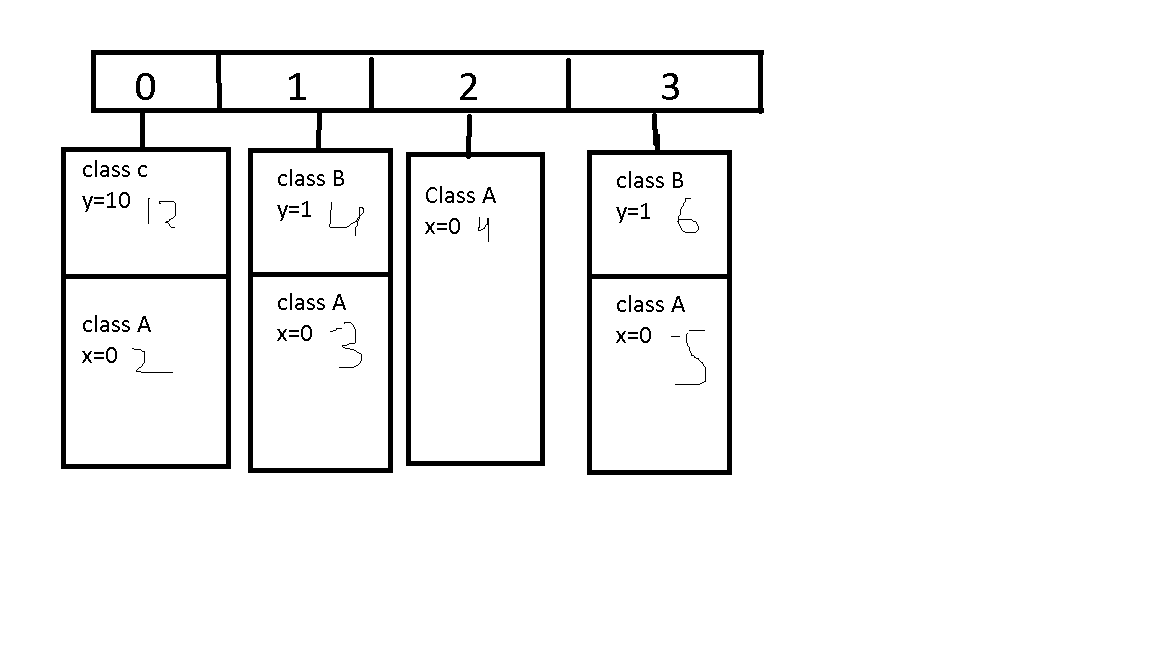 0 1 2 3
class c
y=10 12
class A
x=0 2
class B
y=1 4
class A
x=0 3
Class A
x=0 4
class B
y=1 6
class A
x=0 5